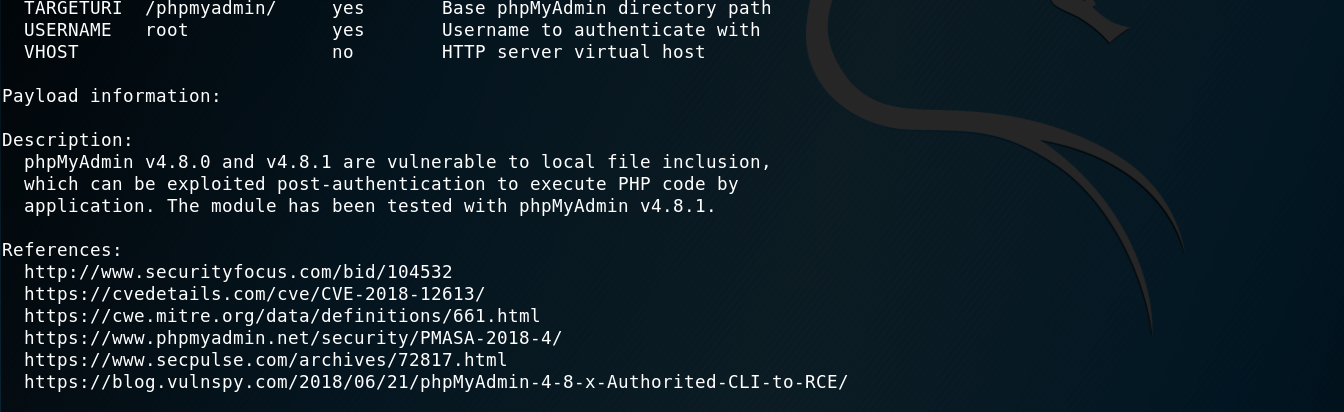 TARGETURI /phpmyadmin/ yes Base phpMyAdmin directory path
USERNAME root yes Username to authenticate with
VHOST no HTTP server virtual host
Payload information:
Description:
phpMyAdmin v4.8.0 and v4.8.1 are vulnerable to local file inclusion,
which can be exploited post-authentication to execute PHP code by
application. The module has been tested with phpMyAdmin v4.8.1.
References:
http://www.securityfocus.com/bid/104532
https://cvedetails.com/cve/CVE-2018-12613/
https://cwe.mitre.org/data/definitions/661.html
https://www.phpmyadmin.net/security/PMASA-2018-4/
https://www.secpulse.com/archives/72817.html
https://blog.vulnspy.com/2018/06/21/phpMyAdmin-4-8-x-Authorited-CLI-to-RCE/